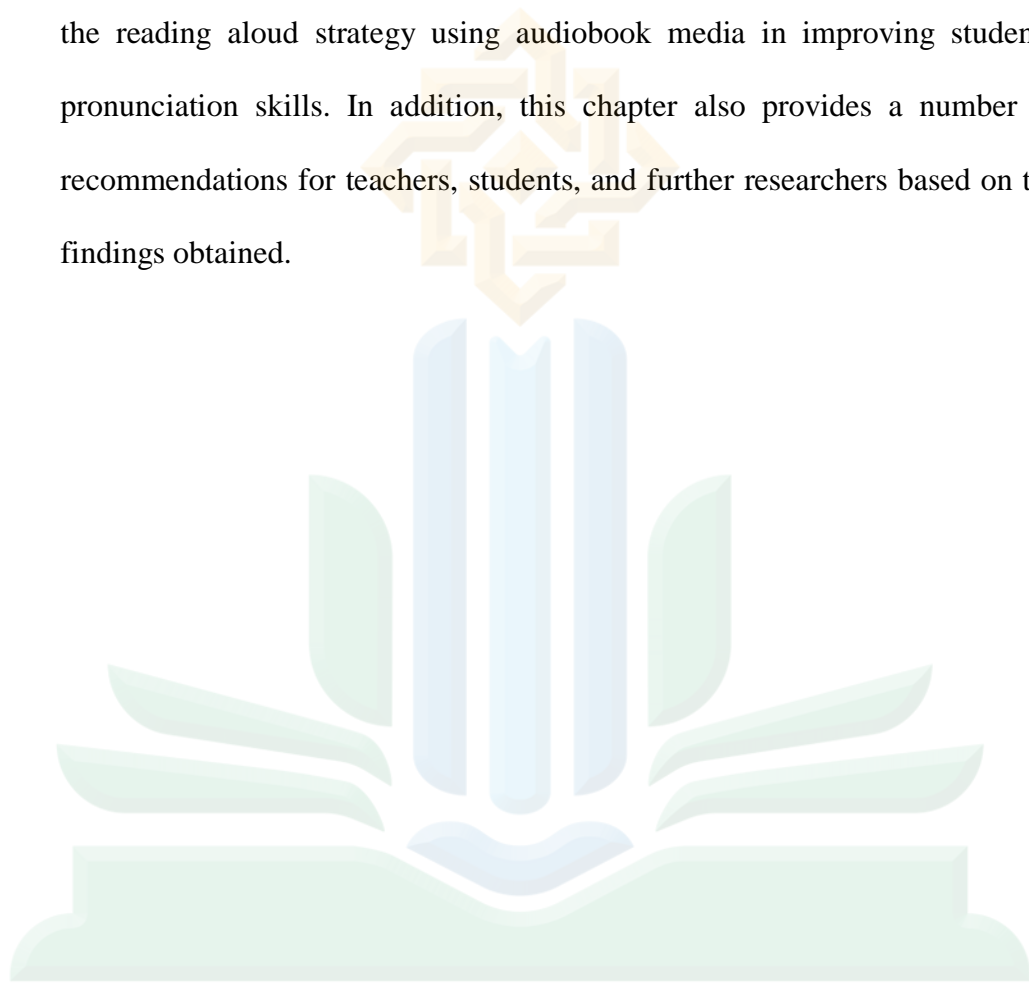 the reading aloud strategy using audiobook media in improving studen
pronunciation skills. In addition, this chapter also provides a number
recommendations for teachers, students, and further researchers based on t
findings obtained.